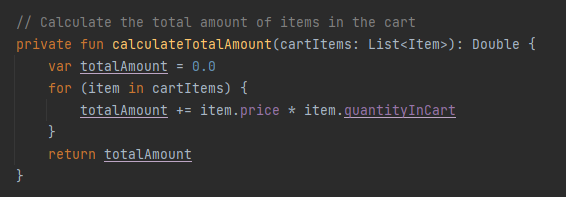 // Calculate the total amount of items in the cart
private fun calculateTotalAmount(cartItems: List<Item>): Double {
    var totalAmount = 0.0
    for (item in cartItems) {
        totalAmount += item.price * item.quantityInCart
    }
    return totalAmount
}